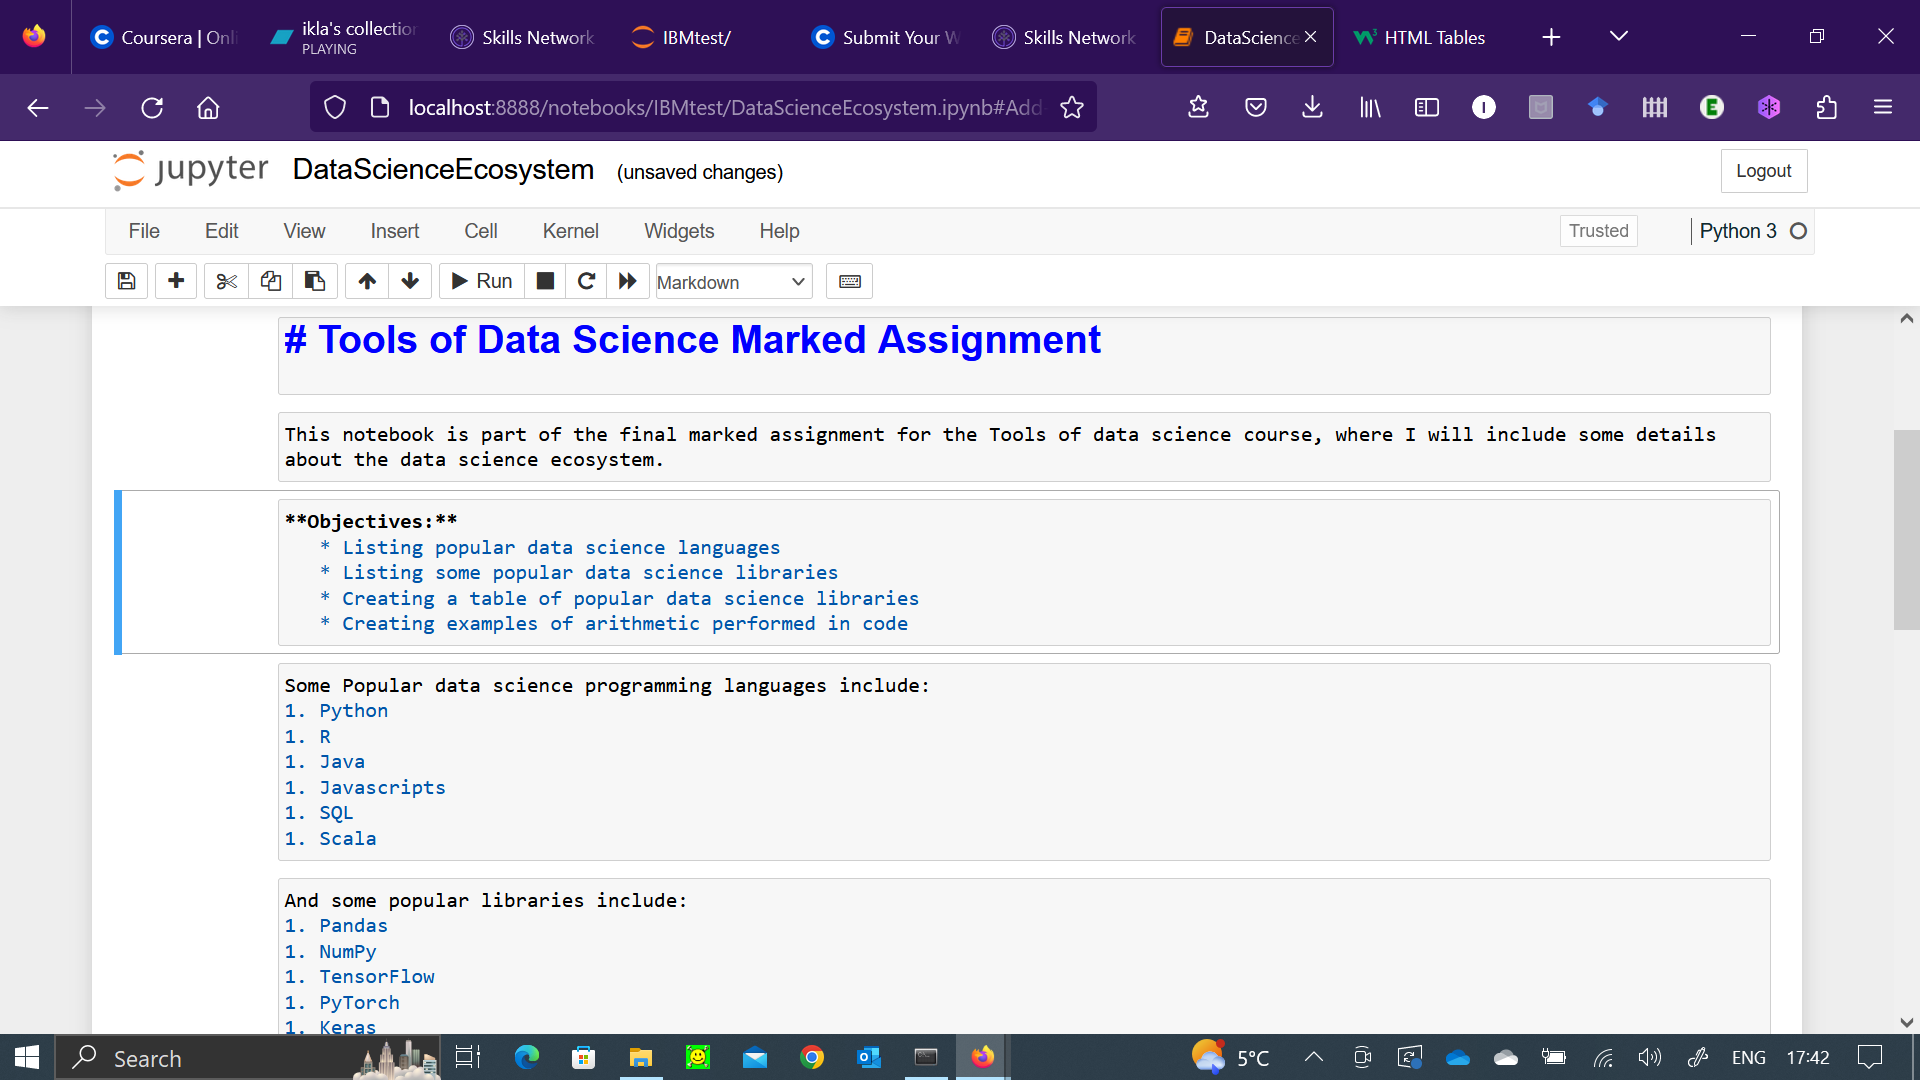 Coursera | Onli
ikla's collection
PLAYING
Skills Network
IBMtest/
Submit Your W
Skills Network
DataScience
HTML Tables
localhost:8888/notebooks/IBMtest/DataScienceEcosystem.ipynb#Add
jupyter DataScienceEcosystem (unsaved changes)
Logout
File Edit View Insert Cell Kernel Widgets Help
Trusted
Python 3
Run
Markdown
# Tools of Data Science Marked Assignment
This notebook is part of the final marked assignment for the Tools of data science course, where I will include some details
about the data science ecosystem.
**Objectives:**
* Listing popular data science languages
* Listing some popular data science libraries
* Creating a table of popular data science libraries
* Creating examples of arithmetic performed in code
Some Popular data science programming languages include:
1. Python
1. R
1. Java
1. Javascripts
1. SQL
1. Scala
And some popular libraries include:
1. Pandas
1. NumPy
1. TensorFlow
1. PyTorch
1. Keras
Search
5°C
ENG
17:42